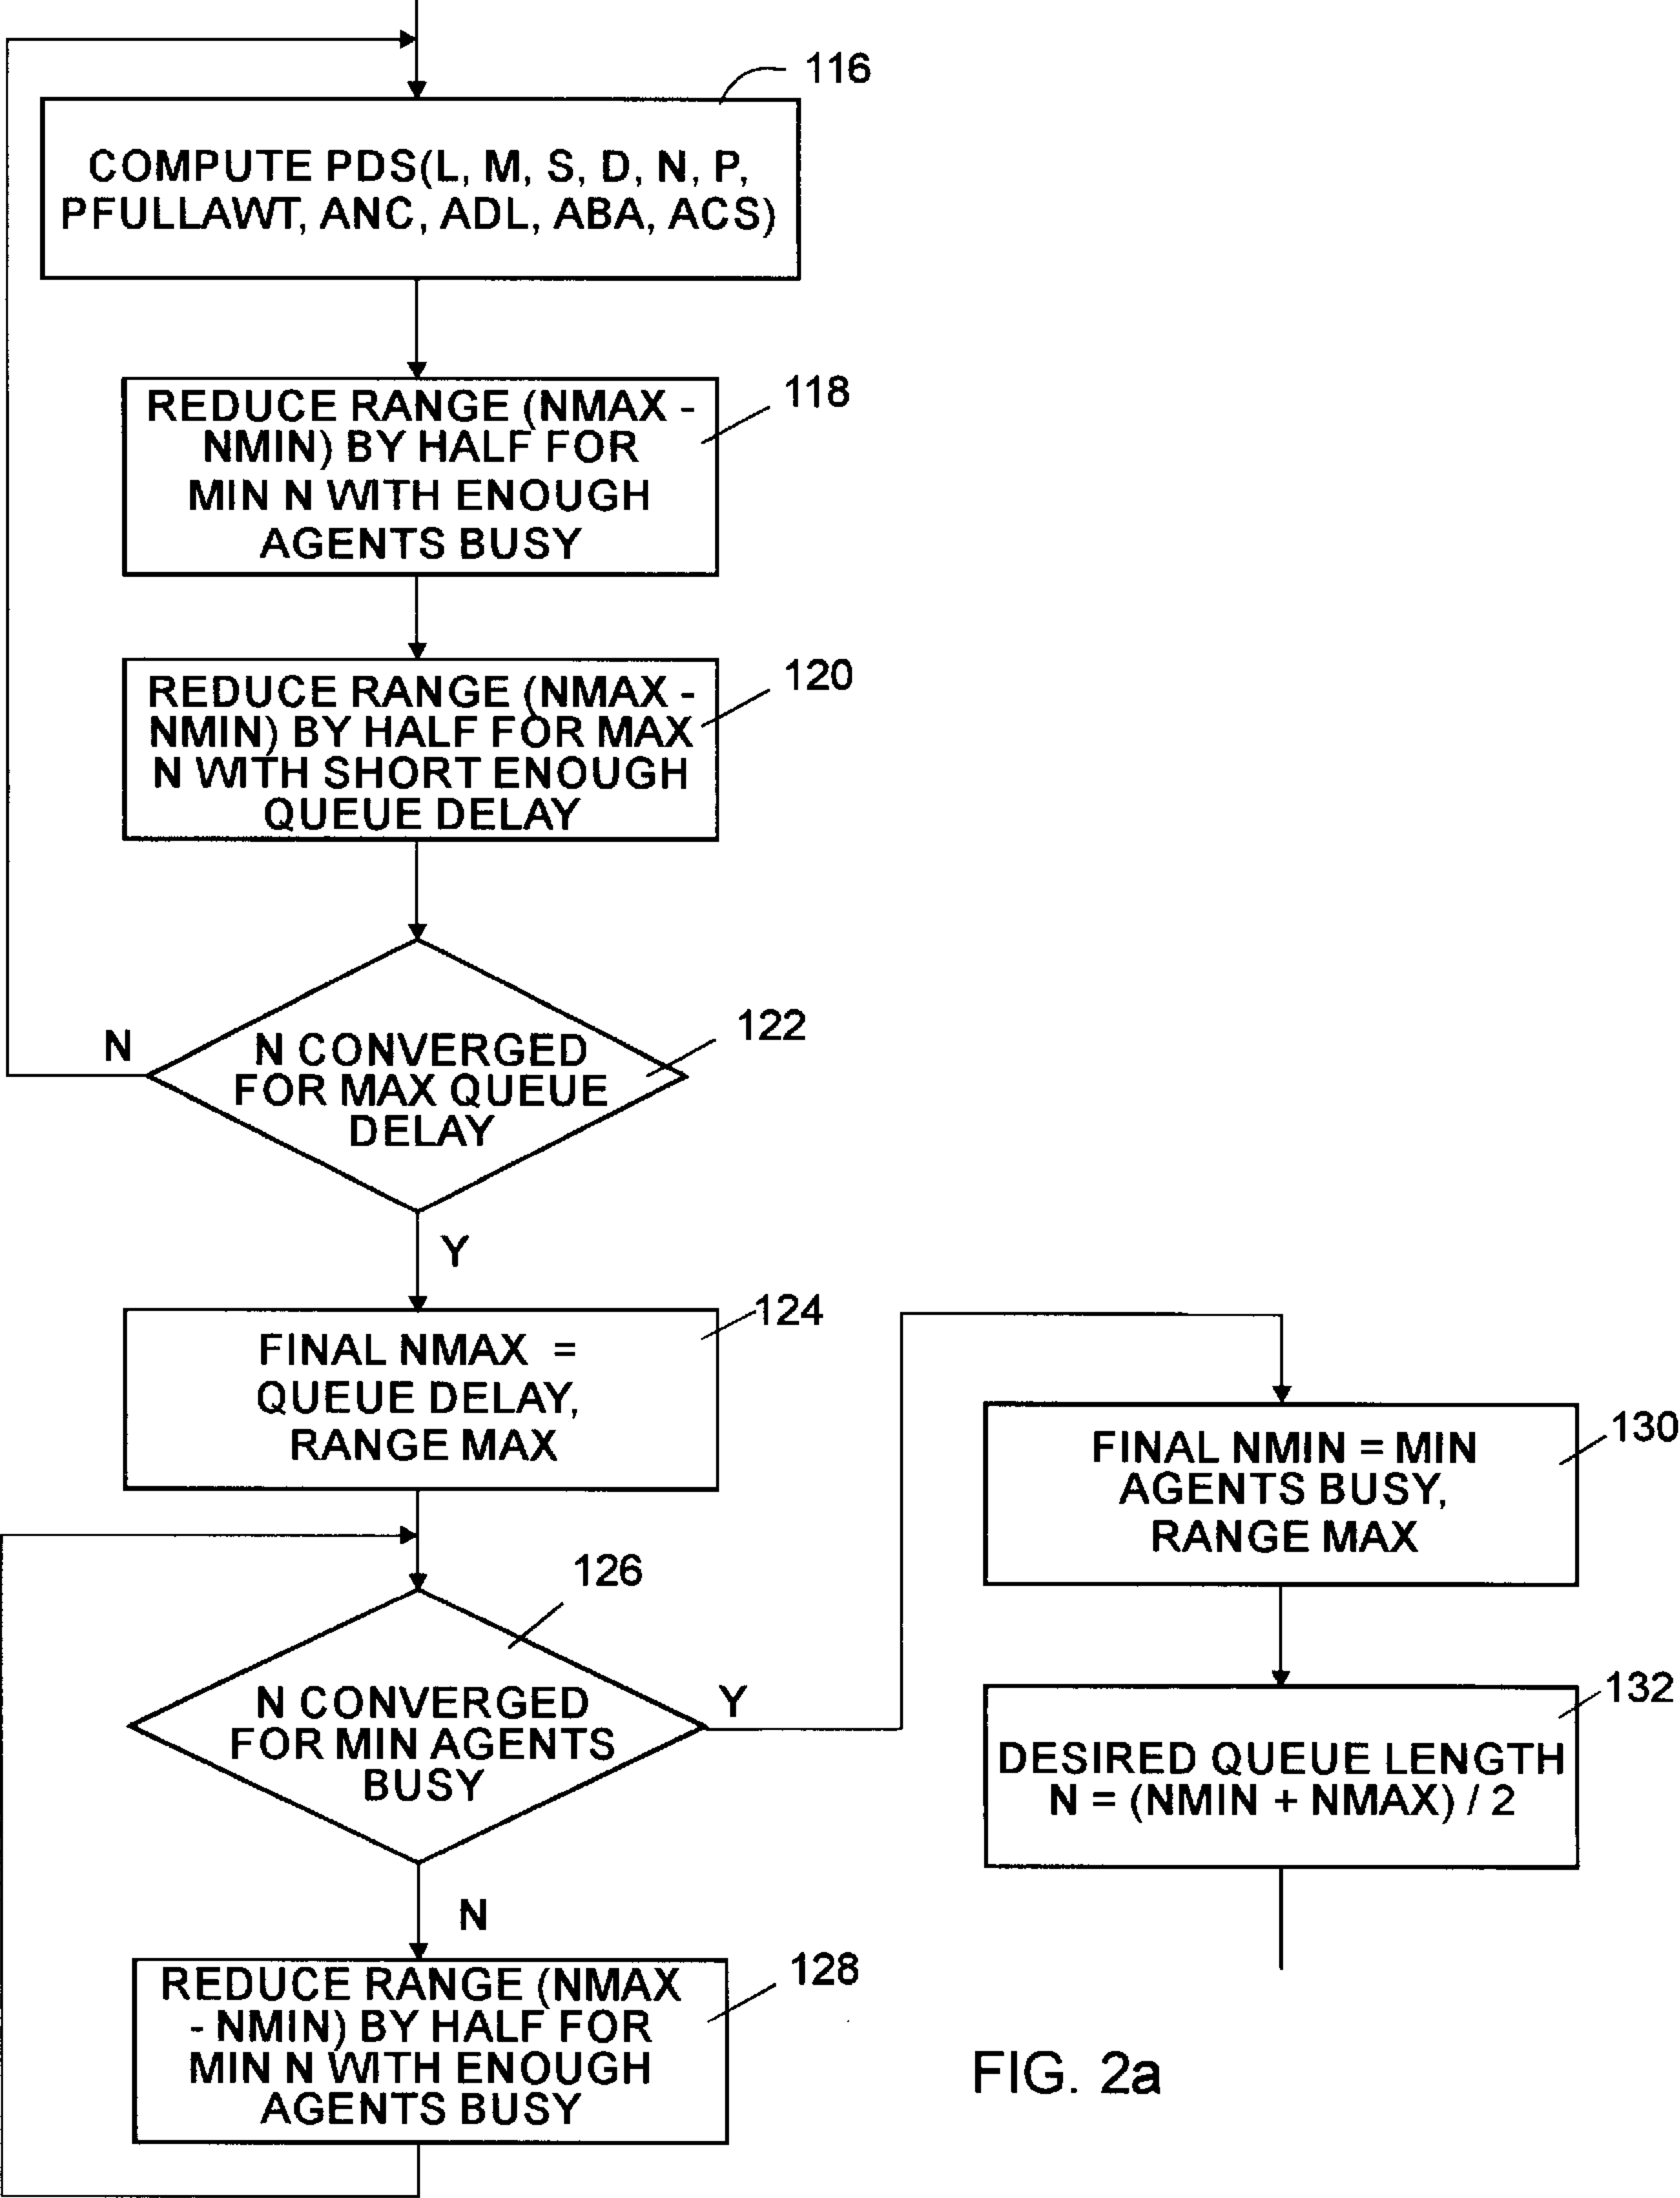 116
COMPUTE PDS(L, M, S, D, N, P,
PFULLAWT, ANC, ADL, ABA, ACS)
118
REDUCE RANGE (NMAX -
NMIN) BY HALF FOR
MIN N WITH ENOUGH
AGENTS BUSY
120
REDUCE RANGE (NMAX -
NMIN) BY HALF FOR MAX
N WITH SHORT ENOUGH
QUEUE DELAY
122
N
N CONVERGED
FOR MAX QUEUE
DELAY
Y
124
FINAL NMAX =
QUEUE DELAY,
RANGE MAX
126
N CONVERGED
FOR MIN AGENTS
BUSY
Y
N
128
REDUCE RANGE (NMAX
- NMIN) BY HALF FOR
MIN N WITH ENOUGH
AGENTS BUSY
130
FINAL NMIN = MIN
AGENTS BUSY,
RANGE MAX
132
DESIRED QUEUE LENGTH
N = (NMIN + NMAX) / 2
FIG. 2a